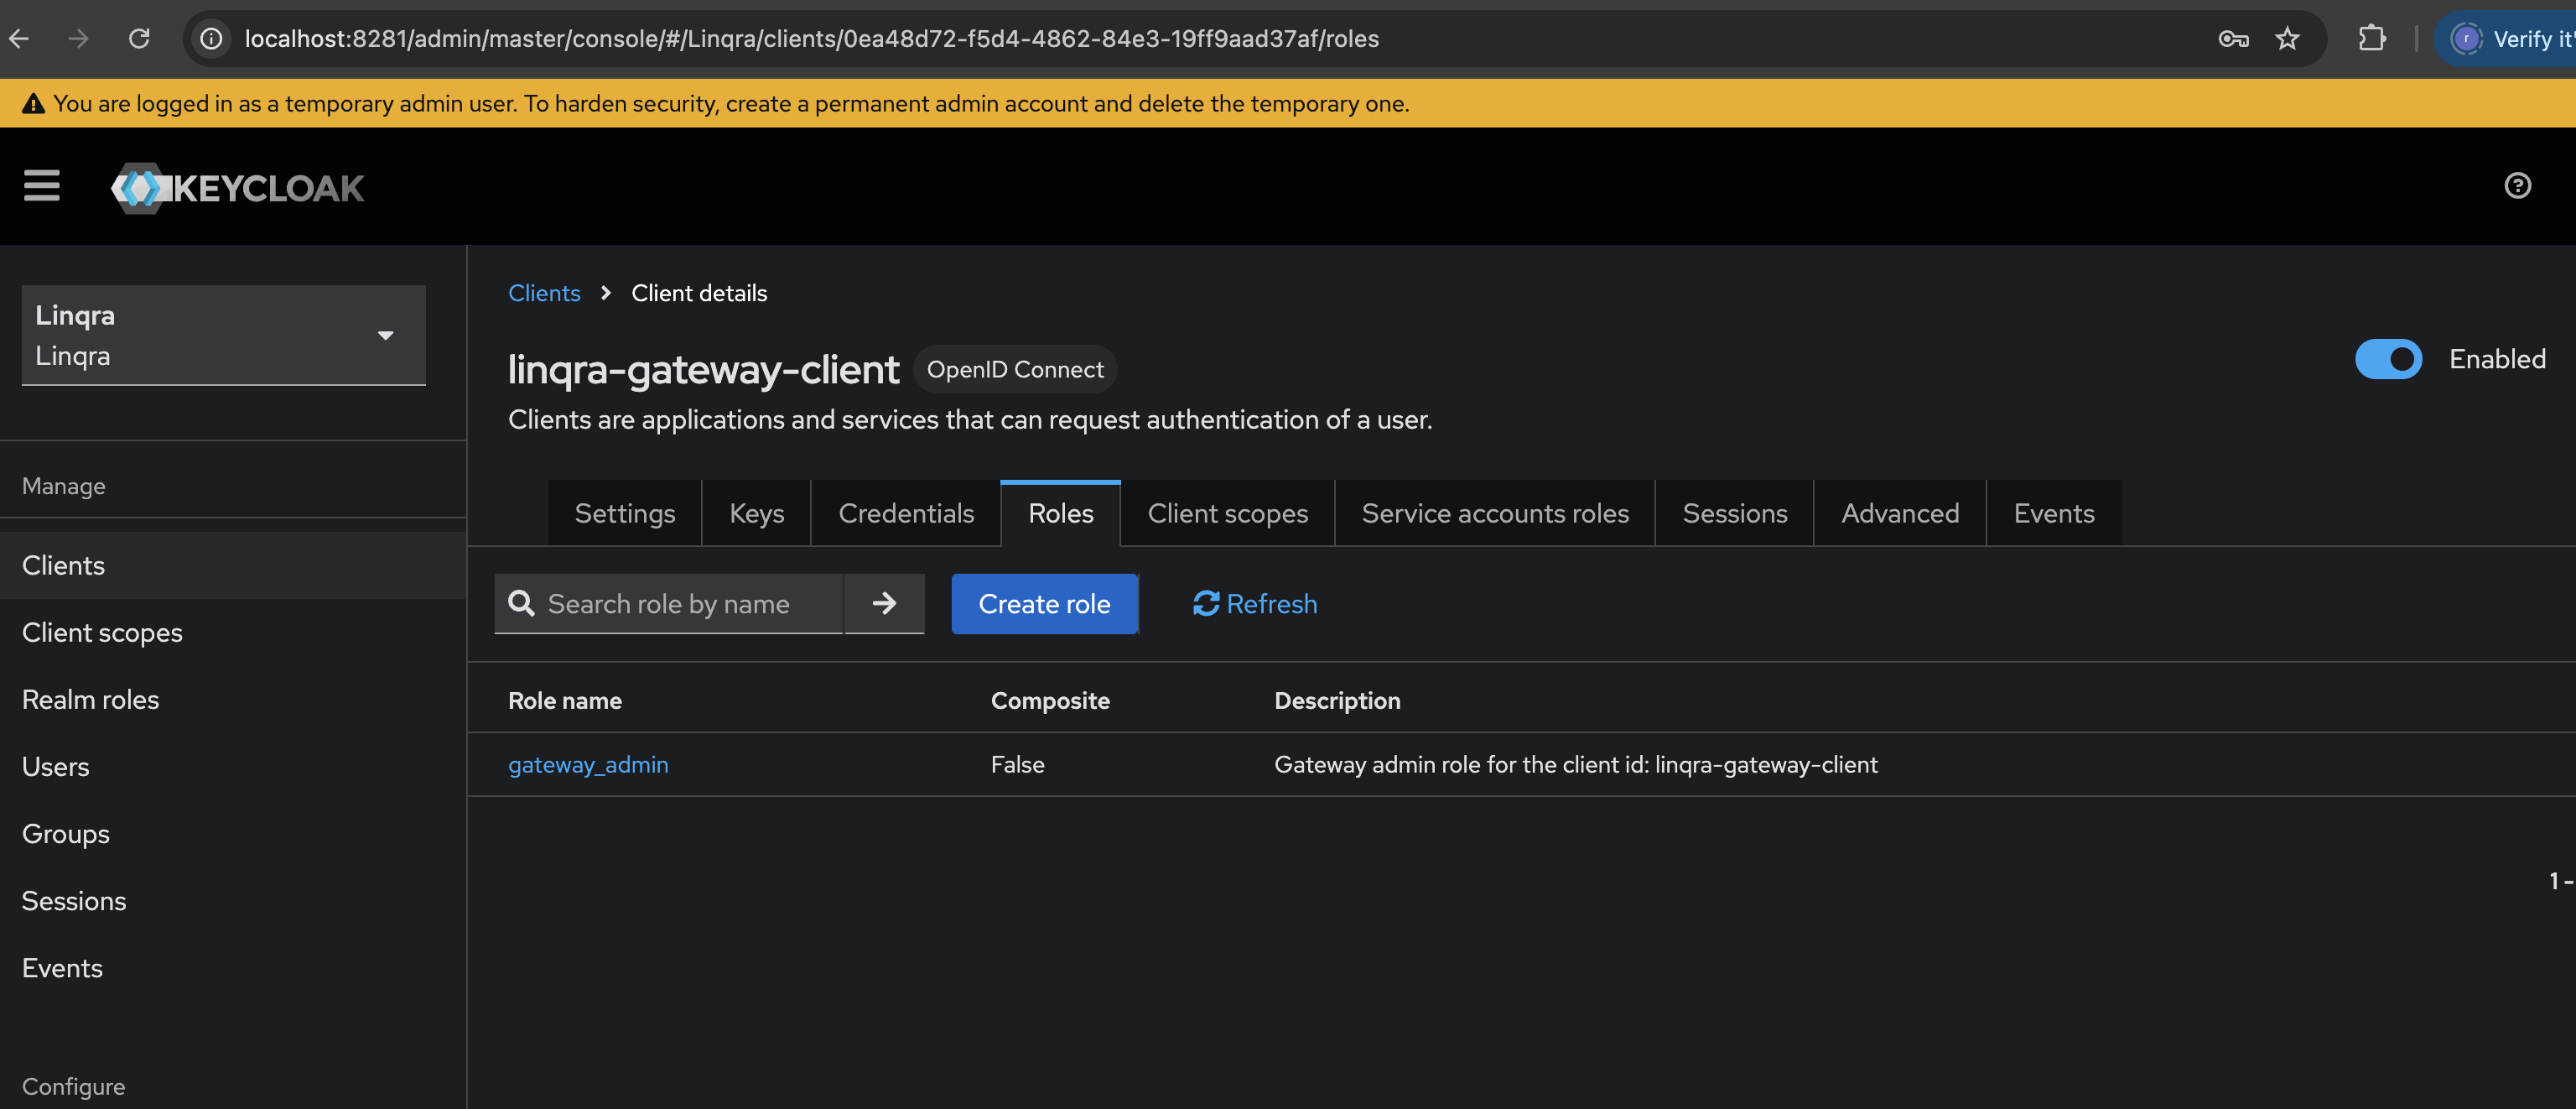 localhost:8281/admin/master/console/#/Linqra/clients/0ea48d72-f5d4-4862-84e3-19ff9aad37af/roles
r
Verify it'
You are logged in as a temporary admin user. To harden security, create a permanent admin account and delete the temporary one.
KEYCLOAK
Linqra
Linqra
Manage
Clients
Client scopes
Realm roles
Users
Groups
Sessions
Events
Configure
Clients Client details
linqra-gateway-client OpenID Connect
Enabled
Clients are applications and services that can request authentication of a user.
Settings Keys Credentials Roles Client scopes Service accounts roles Sessions Advanced Events
Search role by name Create role Refresh
Role name Composite Description
gateway_admin False Gateway admin role for the client id: linqra-gateway-client
1 -